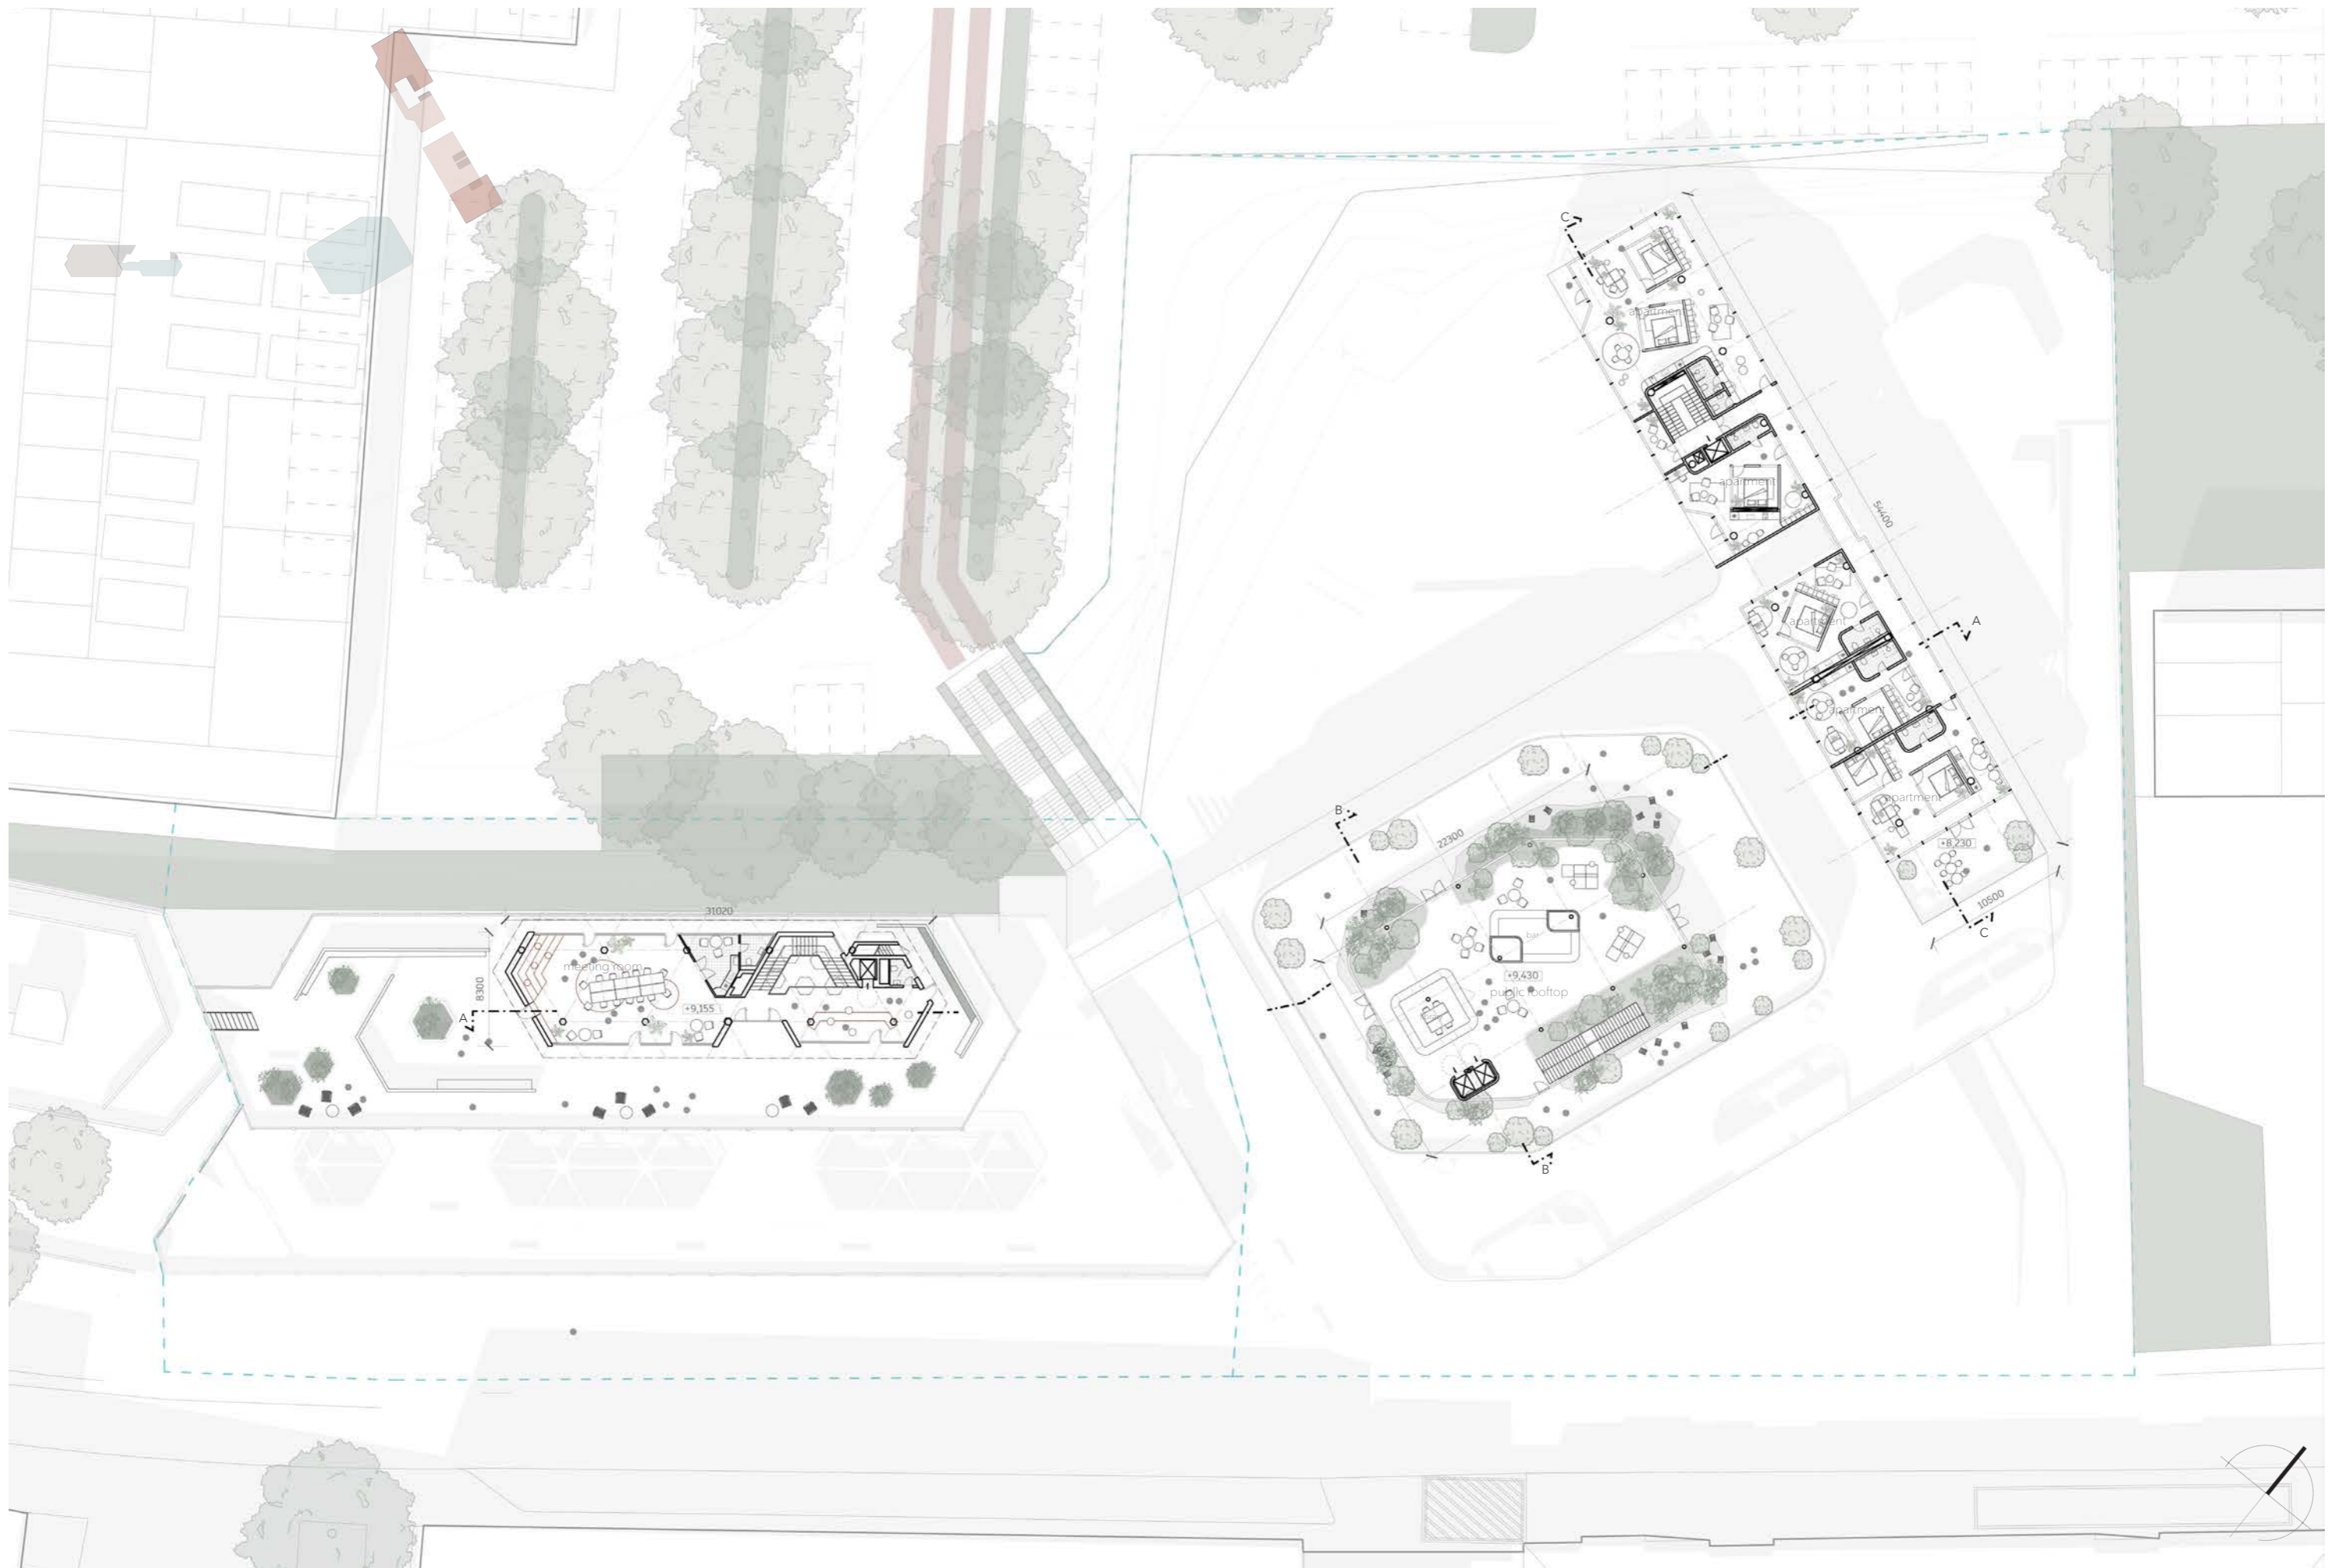 C
apartment
apartment
54400
apartment
A
apartment
apartment
+8,230
10500
C
B
22300
bar
+9,430
public rooftop
B
31020
meeting room
8300
+9,155
A